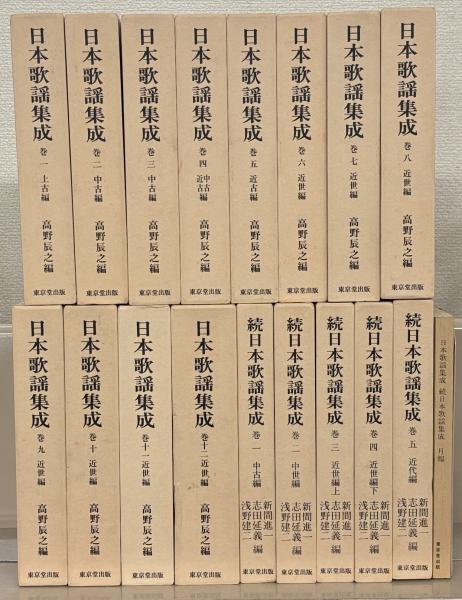 日本歌謡集成 巻一 上古編 高野辰之編 東京堂出版
日本歌謡集成 巻二 中古編 高野辰之編 東京堂出版
日本歌謡集成 巻三 中古編 高野辰之編 東京堂出版
日本歌謡集成 巻四 中古近古編 高野辰之編 東京堂出版
日本歌謡集成 巻五 近古編 高野辰之編 東京堂出版
日本歌謡集成 巻六 近世編 高野辰之編 東京堂出版
日本歌謡集成 巻七 近世編 高野辰之編 東京堂出版
日本歌謡集成 巻八 近世編 高野辰之編 東京堂出版
日本歌謡集成 巻九 近世編 高野辰之編 東京堂出版
日本歌謡集成 巻十 近世編 高野辰之編 東京堂出版
日本歌謡集成 巻十一 近世編 高野辰之編 東京堂出版
日本歌謡集成 巻十二 近世編 高野辰之編 東京堂出版
続日本歌謡集成 巻一 中古編 新間進一 志田延義 浅野建二 編 東京堂出版
続日本歌謡集成 巻二 中世編 新間進一 志田延義 浅野建二 編 東京堂出版
続日本歌謡集成 巻三 近世編上 新間進一 志田延義 浅野建二 編 東京堂出版
続日本歌謡集成 巻四 近世編下 新間進一 志田延義 浅野建二 編 東京堂出版
続日本歌謡集成 巻五 近代編 新間進一 志田延義 浅野建二 編 東京堂出版
日本歌謡集成 続日本歌謡集成 月報 東京堂出版